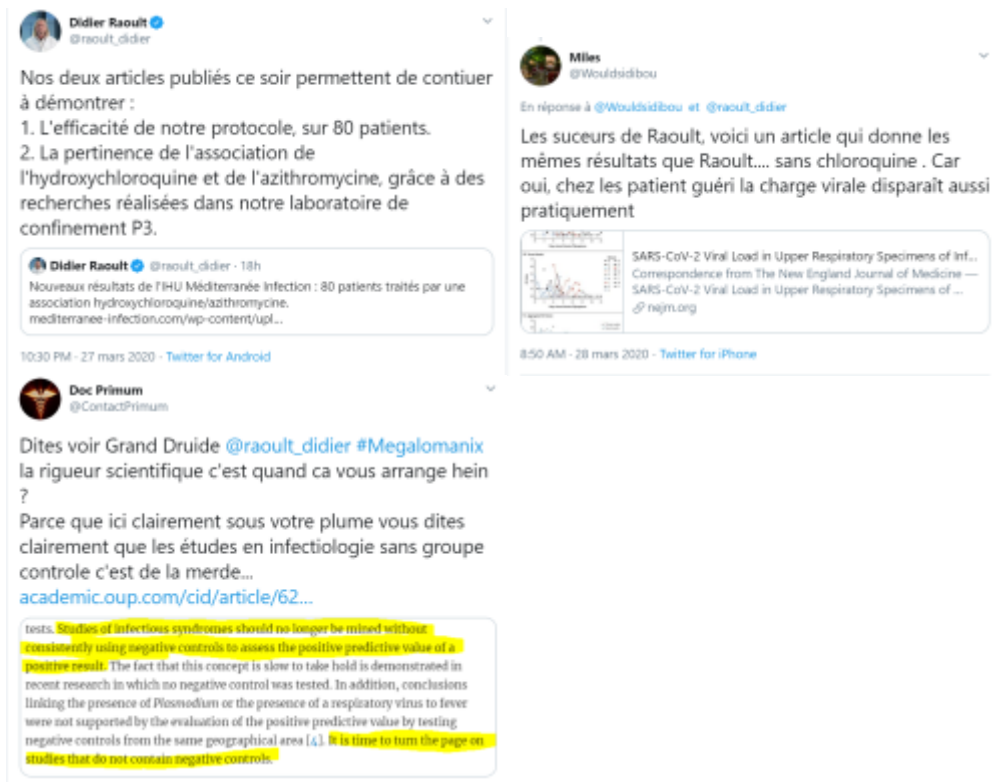 Didier Raoult
@raoult_didier
Nos deux articles publiés ce soir permettent de contiuer
à démontrer :
1. L'efficacité de notre protocole, sur 80 patients.
2. La pertinence de l'association de
l'hydroxychloroquine et de l'azithromycine, grâce à des
recherches réalisées dans notre laboratoire de
confinement P3.
Didier Raoult @raoult_didier · 18h
Nouveaux résultats de l'IHU Méditerranée Infection : 80 patients traités par une
association hydroxychloroquine/azithromycine.
mediterranee-infection.com/wp-content/upl...
10:30 PM · 27 mars 2020 · Twitter for Android
Miles
@Wouldsidibou
En réponse à @Wouldsidibou et @raoult_didier
Les suceurs de Raoult, voici un article qui donne les
mêmes résultats que Raoult.... sans chloroquine . Car
oui, chez les patient guéri la charge virale disparaît aussi
pratiquement
SARS-CoV-2 Viral Load in Upper Respiratory Specimens of Inf...
Correspondence from The New England Journal of Medicine —
SARS-CoV-2 Viral Load in Upper Respiratory Specimens of ...
nejm.org
8:50 AM · 28 mars 2020 · Twitter for iPhone
Doc Primum
@ContactPrimum
Dites voir Grand Druide @raoult_didier #Megalomanix
la rigueur scientifique c'est quand ca vous arrange hein
?
Parce que ici clairement sous votre plume vous dites
clairement que les études en infectiologie sans groupe
controle c'est de la merde...
academic.oup.com/cid/article/62...
tests. Studies of infectious syndromes should no longer be mined without
consistently using negative controls to assess the positive predictive value of a
positive result. The fact that this concept is slow to take hold is demonstrated in
recent research in which no negative control was tested. In addition, conclusions
linking the presence of Plasmodium or the presence of a respiratory virus to fever
were not supported by the evaluation of the positive predictive value by testing
negative controls from the same geographical area [4]. It is time to turn the page on
studies that do not contain negative controls.